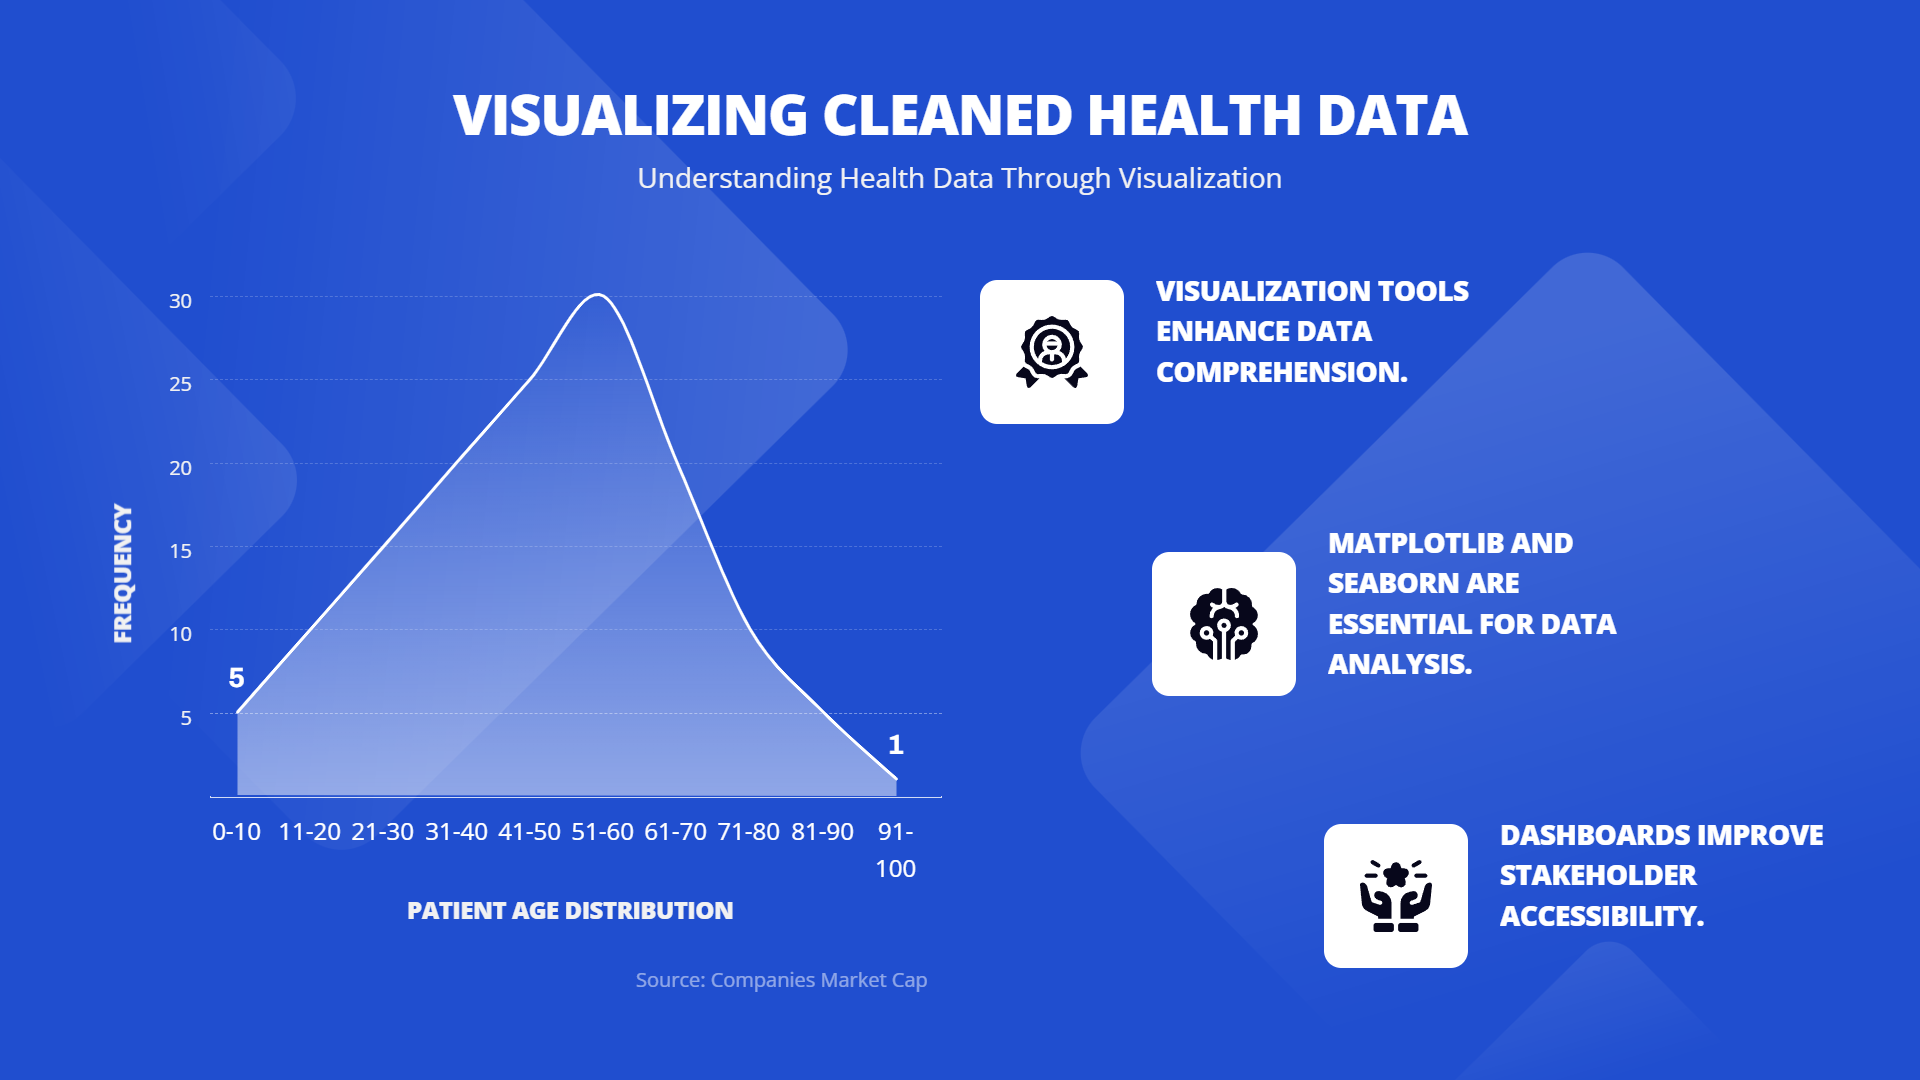 VISUALIZING CLEANED HEALTH DATA
Understanding Health Data Through Visualization
30
25
20
15
10
5
FREQUENCY
5
1
0-10 11-20 21-30 31-40 41-50 51-60 61-70 71-80 81-90 91-
100
PATIENT AGE DISTRIBUTION
Source: Companies Market Cap
VISUALIZATION TOOLS
ENHANCE DATA
COMPREHENSION.
MATPLOTLIB AND
SEABORN ARE
ESSENTIAL FOR DATA
ANALYSIS.
DASHBOARDS IMPROVE
STAKEHOLDER
ACCESSIBILITY.